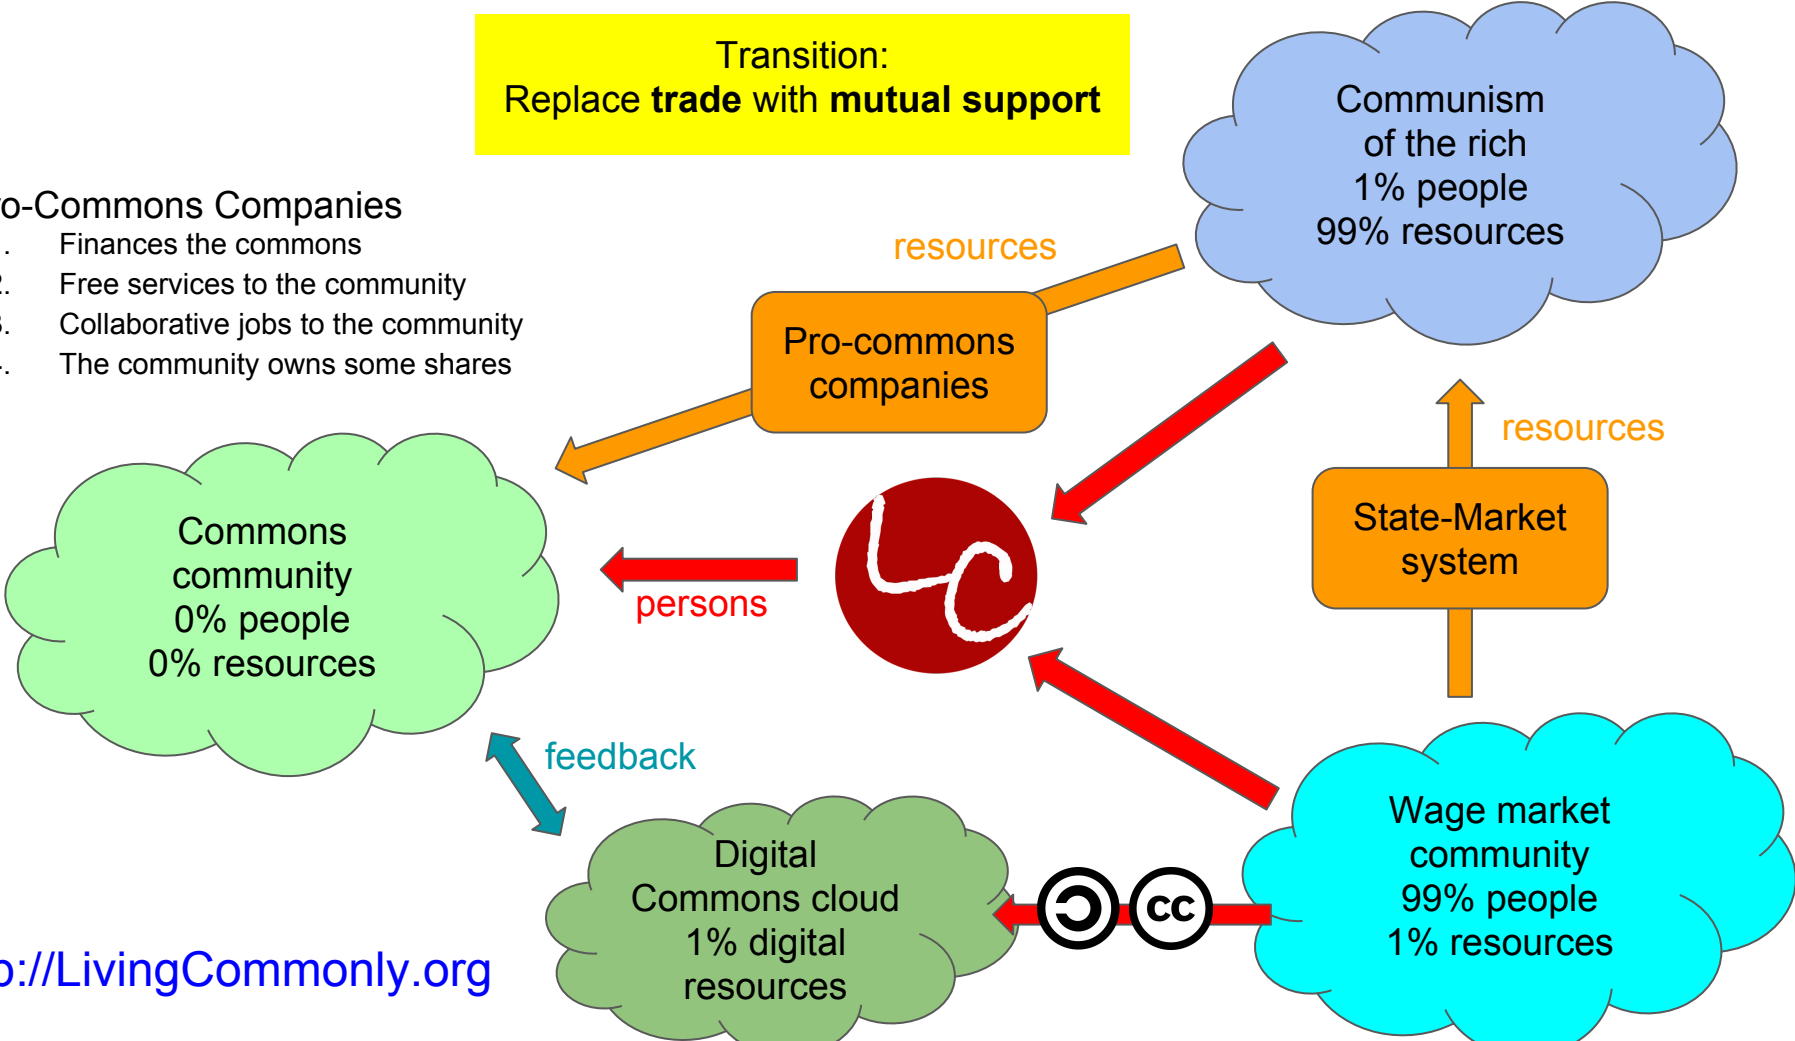 Transition:
Replace trade with mutual support
Communism
of the rich
1% people
99% resources
o-Commons Companies
. Finances the commons
. Free services to the community
. Collaborative jobs to the community
. The community owns some shares
resources
Pro-commons
companies
resources
State-Market
system
Commons
community
0% people
0% resources
persons
LC
feedback
Digital
Commons cloud
1% digital
resources
cc
Wage market
community
99% people
1% resources
p://LivingCommonly.org